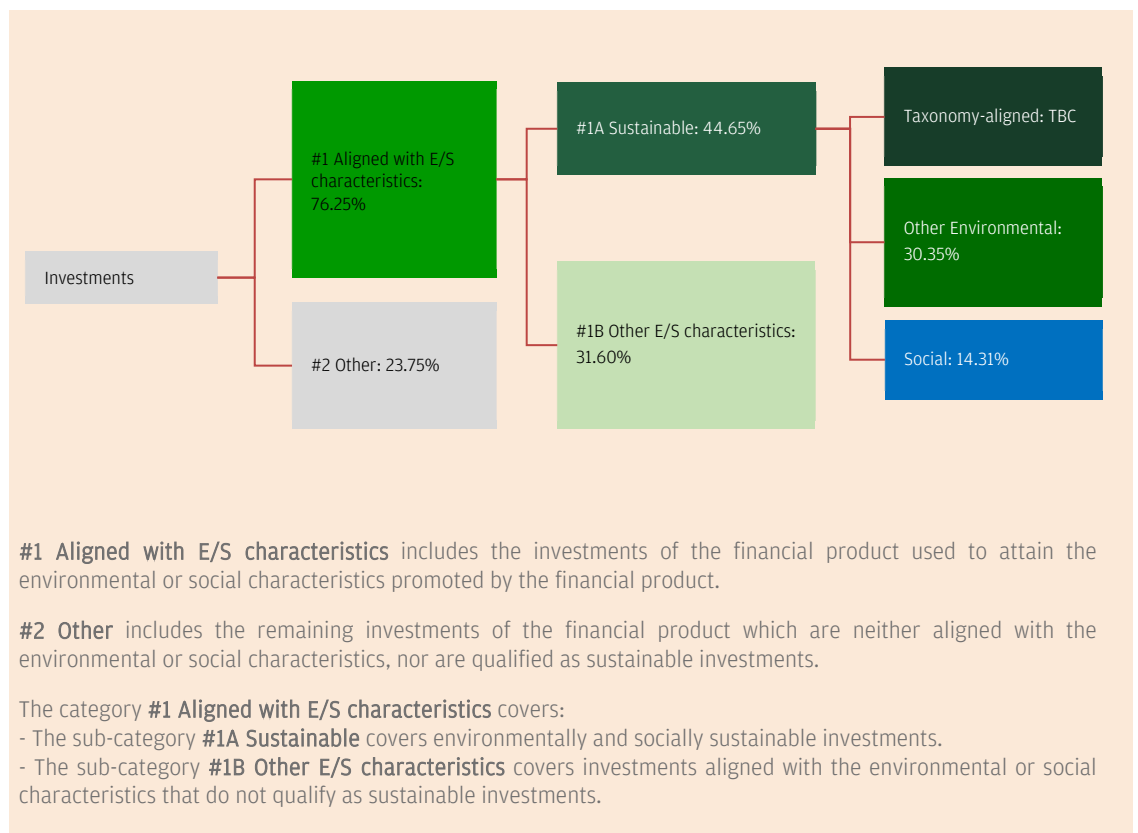 Investments
#1 Aligned with E/S
characteristics:
76.25%
#2 Other: 23.75%
#1A Sustainable: 44.65%
#1B Other E/S characteristics:
31.60%
Taxonomy-aligned: TBC
Other Environmental:
30.35%
Social: 14.31%
#1 Aligned with E/S characteristics includes the investments of the financial product used to attain the
environmental or social characteristics promoted by the financial product.
#2 Other includes the remaining investments of the financial product which are neither aligned with the
environmental or social characteristics, nor are qualified as sustainable investments.
The category #1 Aligned with E/S characteristics covers:
- The sub-category #1A Sustainable covers environmentally and socially sustainable investments.
- The sub-category #1B Other E/S characteristics covers investments aligned with the environmental or social
characteristics that do not qualify as sustainable investments.